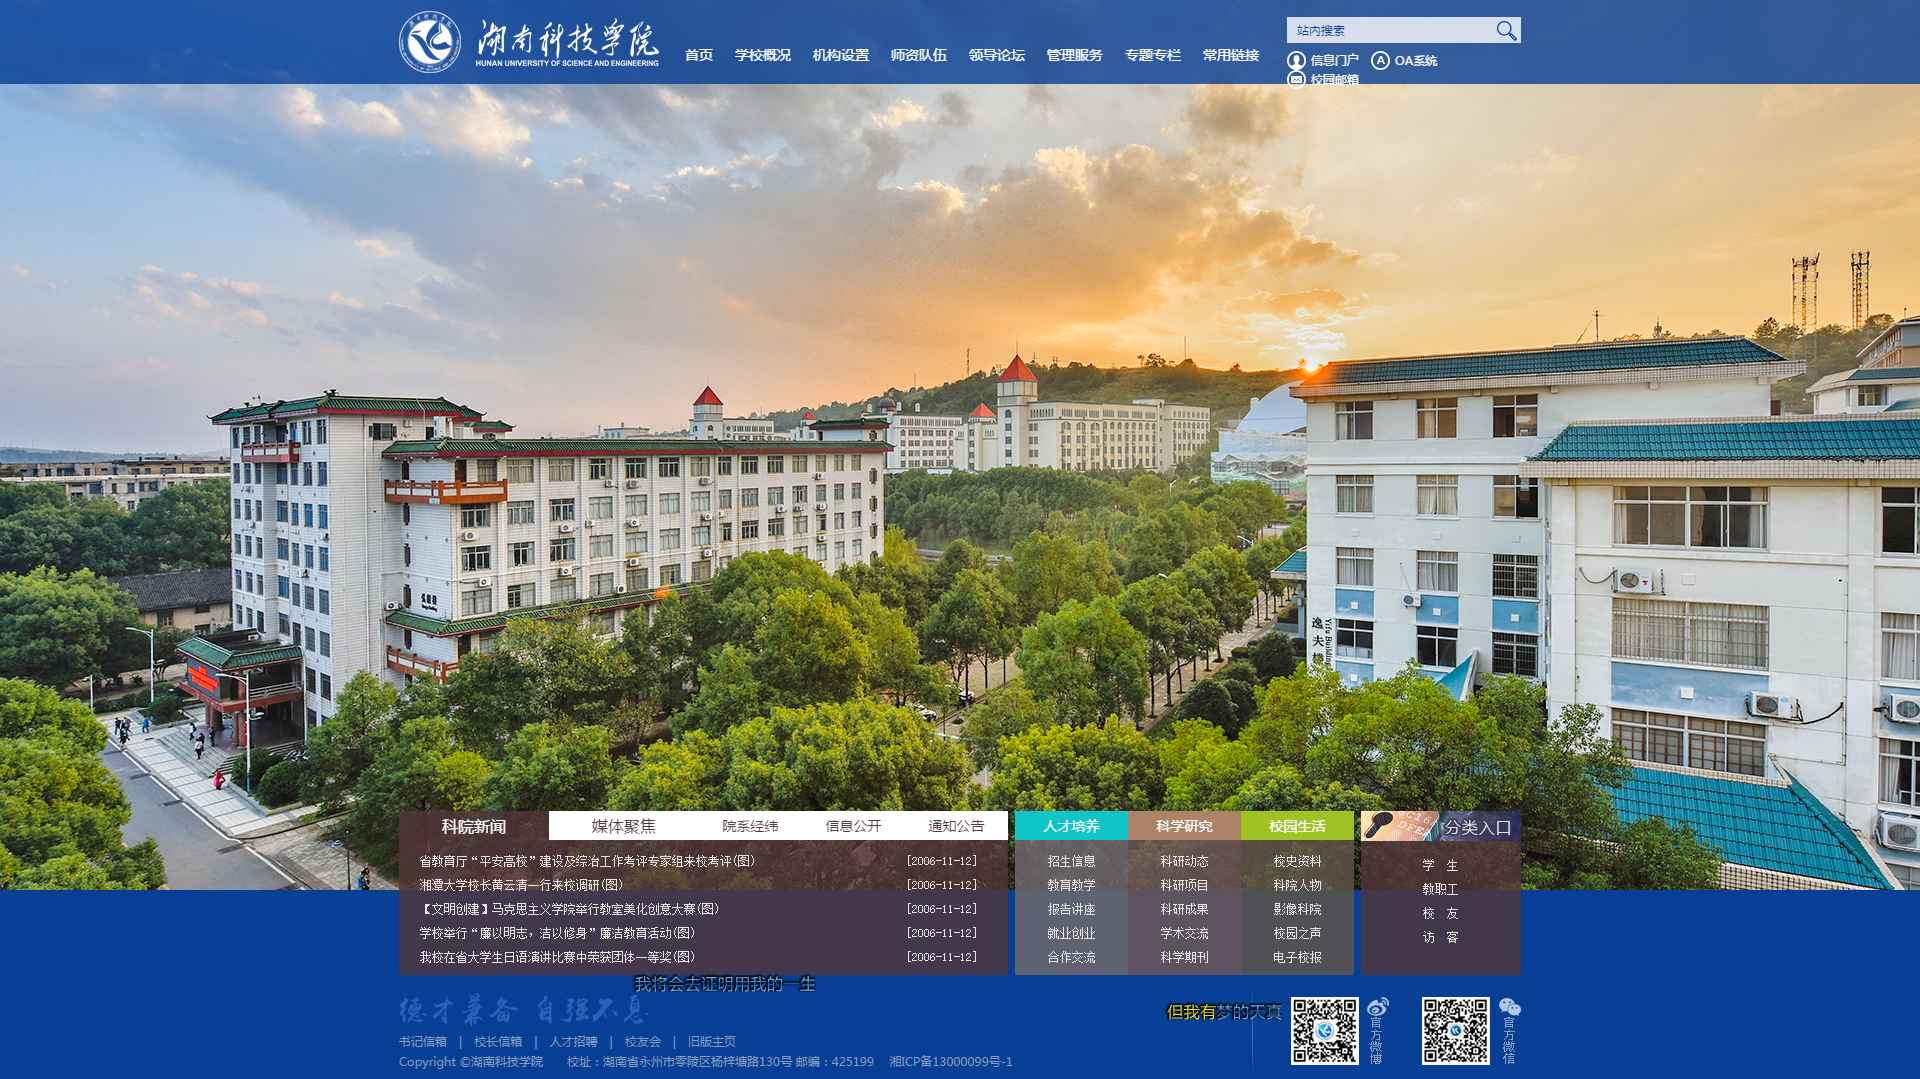 湖南科技学院
HUNAN UNIVERSITY OF SCIENCE AND ENGINEERING
首页 学校概况 机构设置 师资队伍 领导论坛 管理服务 专题专栏 常用链接
站内搜索
信息门户 A OA系统
校园邮箱
弘毅楼
逸夫楼
Yifu Building
科院新闻 媒体聚焦 院系经纬 信息公开 通知公告
省教育厅“平安高校”建设及综治工作考评专家组来校考评(图) [2006-11-12]
湘潭大学校长黄云清一行来校调研(图) [2006-11-12]
【文明创建】马克思主义学院举行教室美化创意大赛(图) [2006-11-12]
学校举行“廉以明志，洁以修身”廉洁教育活动(图) [2006-11-12]
我校在省大学生日语演讲比赛中荣获团体一等奖(图) [2006-11-12]
人才培养 科学研究 校园生活
招生信息 科研动态 校史资料
教育教学 科研项目 科院人物
报告讲座 科研成果 影像科院
就业创业 学术交流 校园之声
合作交流 科学期刊 电子校报
分类入口
学 生
教职工
校 友
访 客
我将会去证明用我的一生
但我有梦的天真
德才兼备 自强不息
书记信箱 | 校长信箱 | 人才招聘 | 校友会 | 旧版主页
Copyright ©湖南科技学院 校址：湖南省永州市零陵区杨梓塘路130号 邮编：425199 湘ICP备13000099号-1
官方微博
官方微信